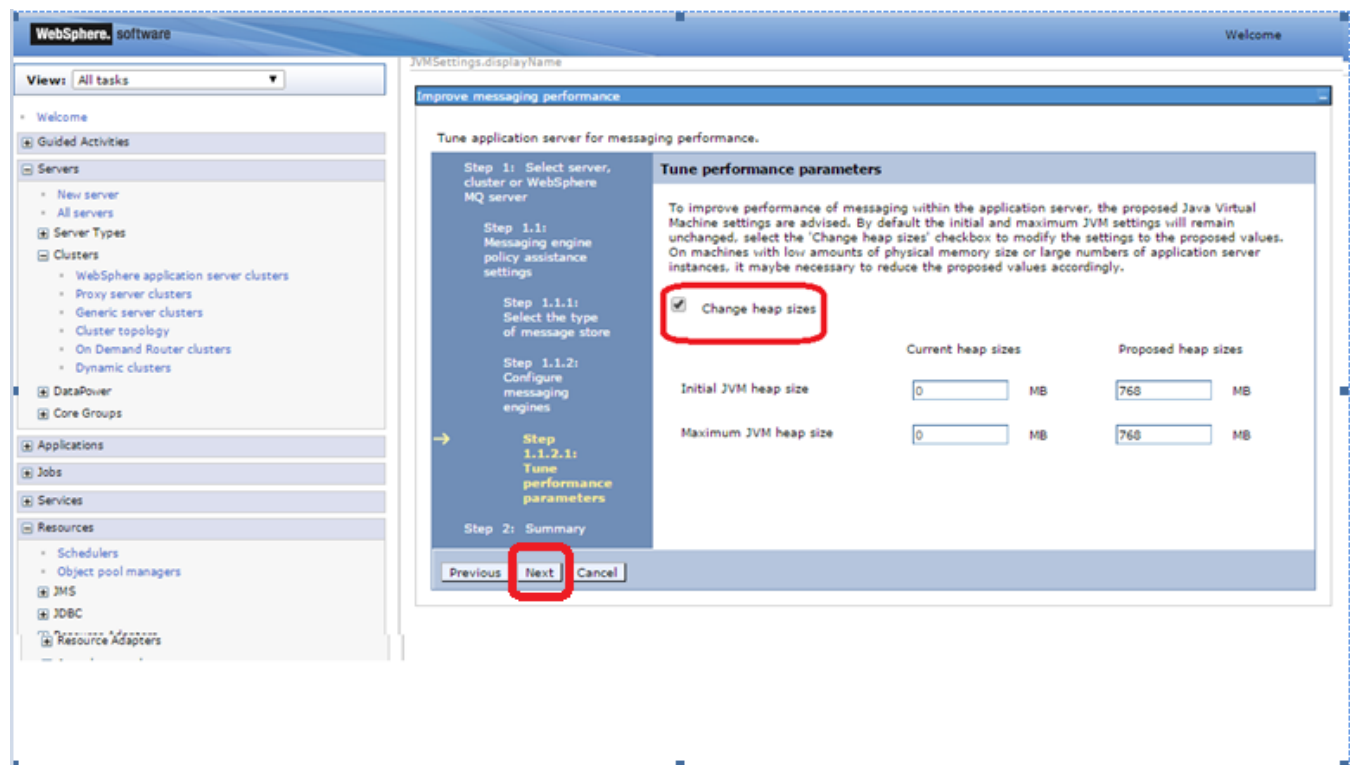 WebSphere. software
Welcome
View: All tasks
Welcome
Guided Activities
Servers
New server
All servers
Server Types
Clusters
WebSphere application server clusters
Proxy server clusters
Generic server clusters
Cluster topology
On Demand Router clusters
Dynamic clusters
DataPower
Core Groups
Applications
Jobs
Services
Resources
Schedulers
Object pool managers
JMS
JDBC
Resource Adapters
JVMSettings.displayName
Improve messaging performance
Tune application server for messaging performance.
Step 1: Select server,
cluster or WebSphere
MQ server
Step 1.1:
Messaging engine
policy assistance
settings
Step 1.1.1:
Select the type
of message store
Step 1.1.2:
Configure
messaging
engines
Step
1.1.2.1:
Tune
performance
parameters
Step 2: Summary
Tune performance parameters
To improve performance of messaging within the application server, the proposed Java Virtual
Machine settings are advised. By default the initial and maximum JVM settings will remain
unchanged, select the 'Change heap sizes' checkbox to modify the settings to the proposed values.
On machines with low amounts of physical memory size or large numbers of application server
instances, it maybe necessary to reduce the proposed values accordingly.
Change heap sizes
Current heap sizes Proposed heap sizes
Initial JVM heap size 0 MB 768 MB
Maximum JVM heap size 0 MB 768 MB
Previous Next Cancel